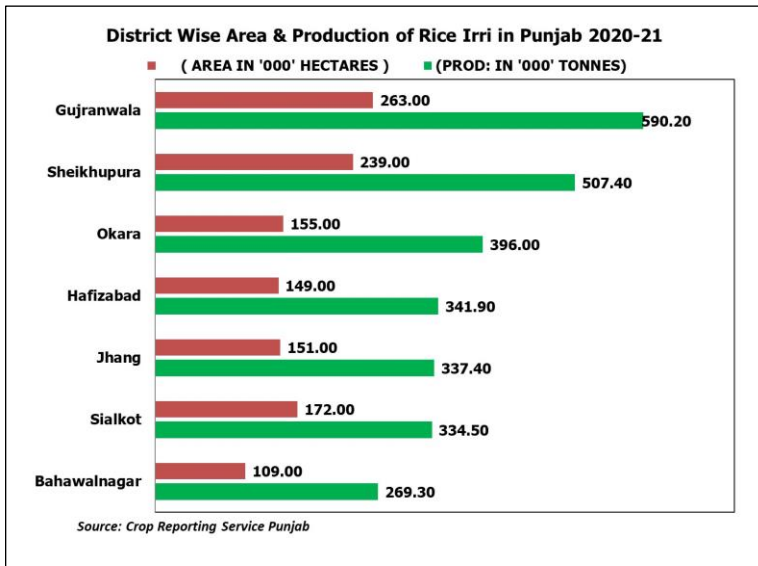 District Wise Area & Production of Rice Irri in Punjab 2020-21
( AREA IN '000' HECTARES ) (PROD: IN '000' TONNES)
Gujranwala
263.00
590.20
Sheikhupura
239.00
507.40
Okara
155.00
396.00
Hafizabad
149.00
341.90
Jhang
151.00
337.40
Sialkot
172.00
334.50
Bahawalnagar
109.00
269.30
Source: Crop Reporting Service Punjab